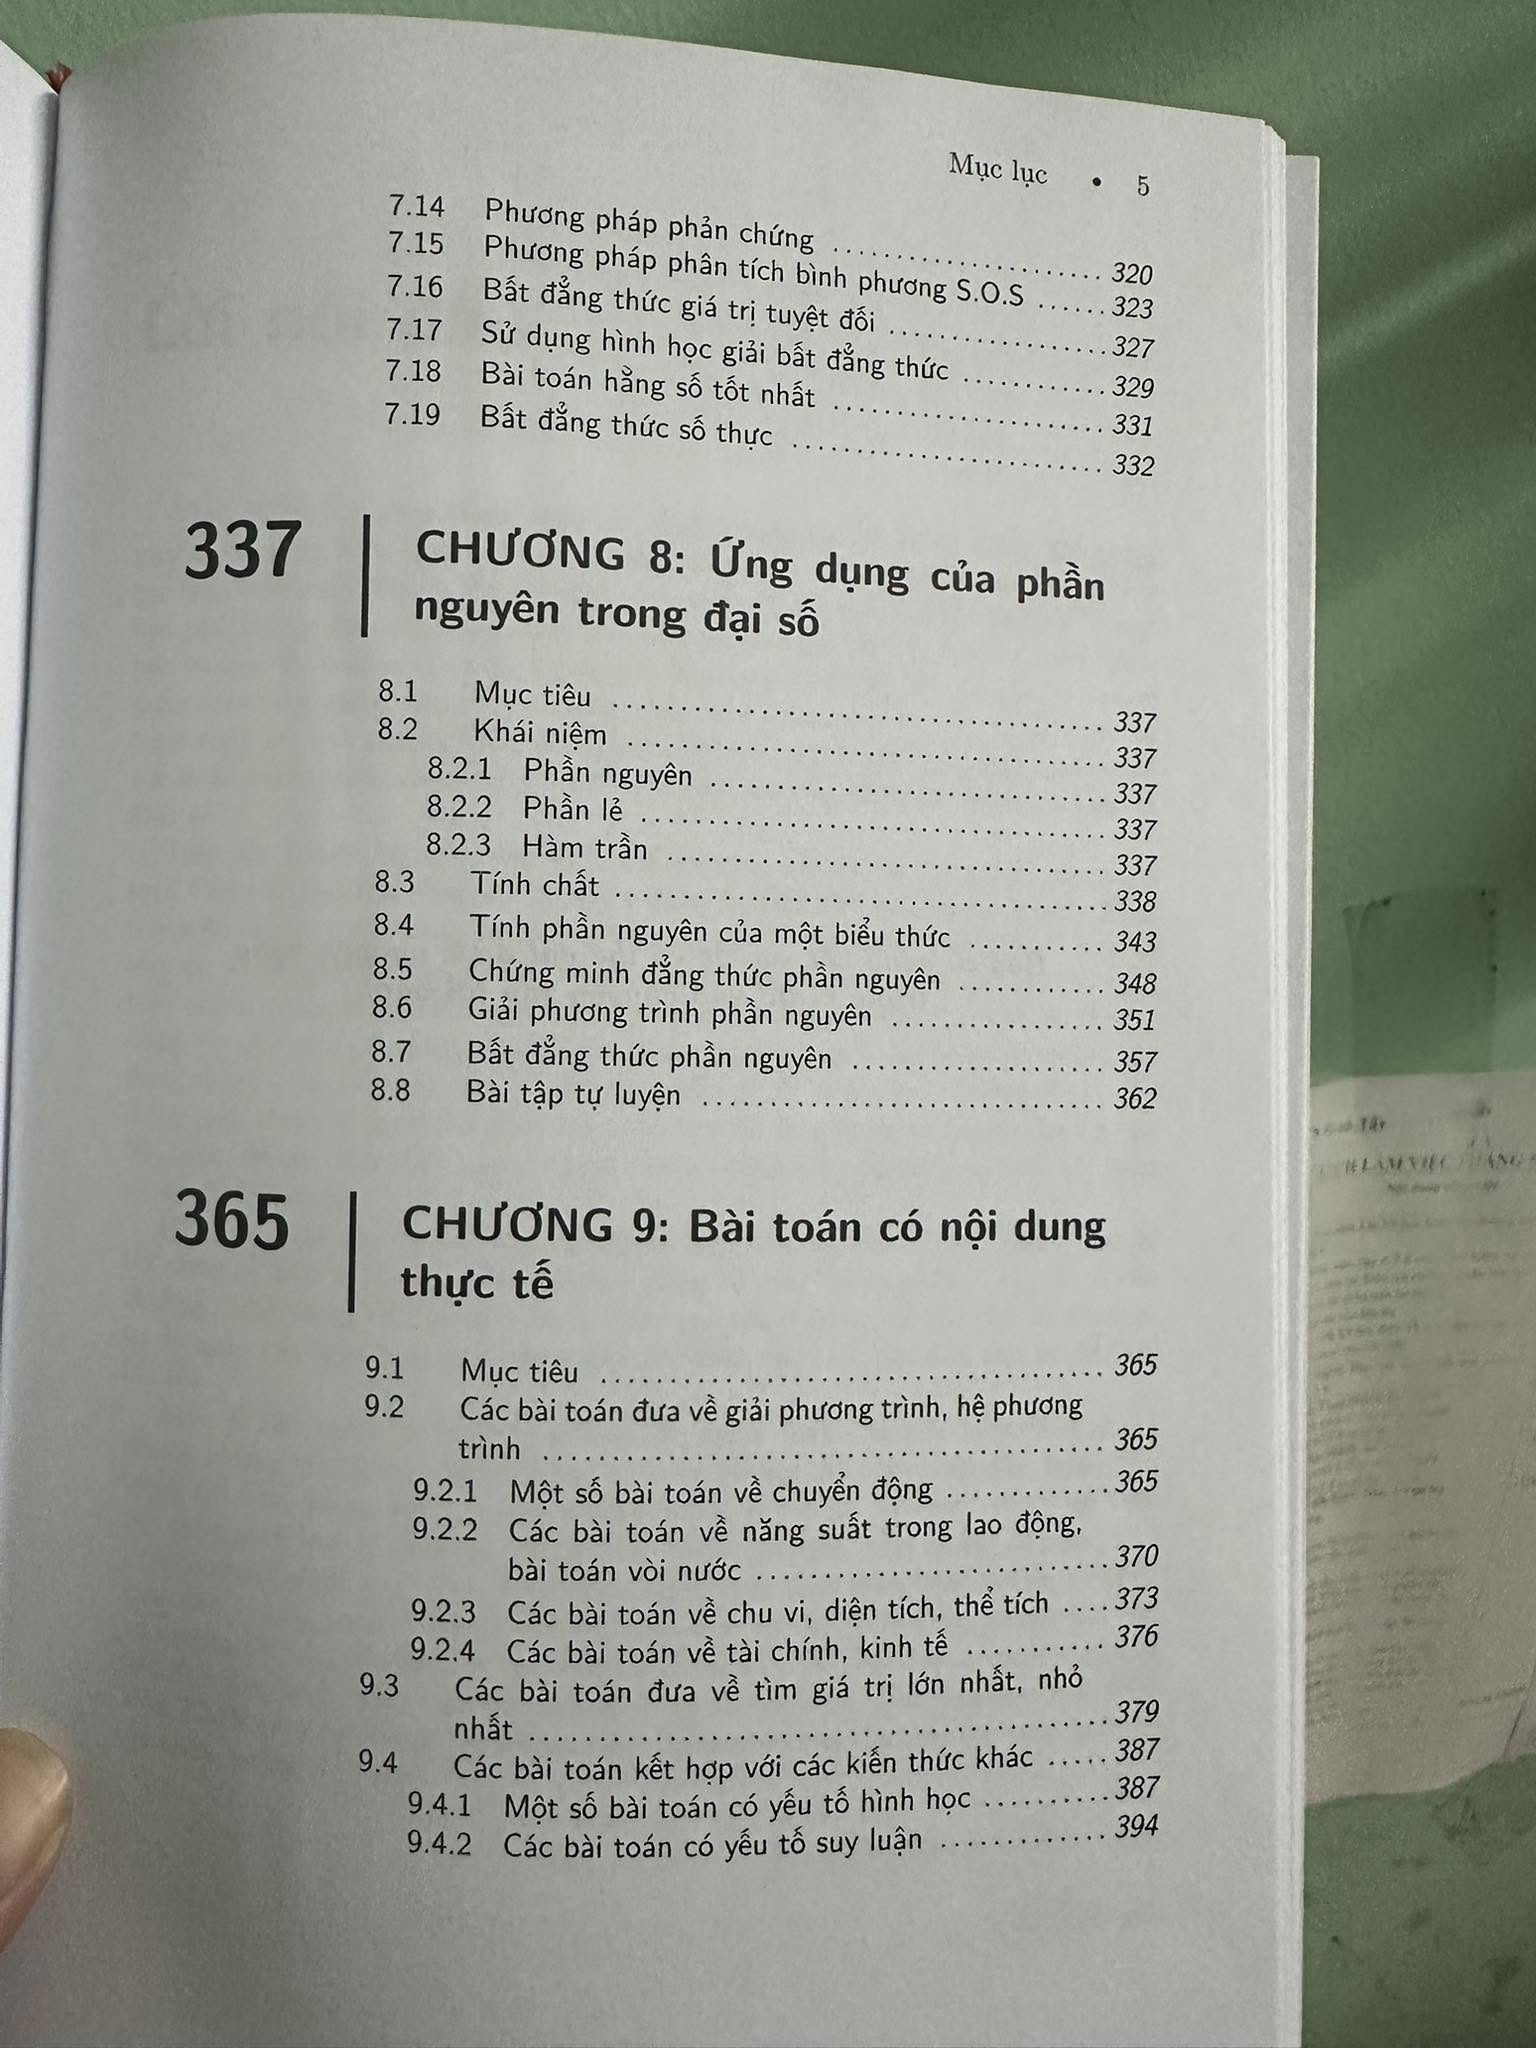 Mục lục • 5
7.14 Phương pháp phản chứng ........................ 320
7.15 Phương pháp phân tích bình phương S.O.S ...... 323
7.16 Bất đẳng thức giá trị tuyệt đối ................... 327
7.17 Sử dụng hình học giải bất đẳng thức ............ 329
7.18 Bài toán hằng số tốt nhất ........................ 331
7.19 Bất đẳng thức số thực ........................... 332
337
CHƯƠNG 8: Ứng dụng của phần
nguyên trong đại số
8.1 Mục tiêu ........................................ 337
8.2 Khái niệm ....................................... 337
8.2.1 Phần nguyên ................................ 337
8.2.2 Phần lẻ ..................................... 337
8.2.3 Hàm trần ................................... 337
8.3 Tính chất ....................................... 338
8.4 Tính phần nguyên của một biểu thức ........... 343
8.5 Chứng minh đẳng thức phần nguyên ............ 348
8.6 Giải phương trình phần nguyên .................. 351
8.7 Bất đẳng thức phần nguyên ..................... 357
8.8 Bài tập tự luyện ................................. 362
365
CHƯƠNG 9: Bài toán có nội dung
thực tế
9.1 Mục tiêu ........................................ 365
9.2 Các bài toán đưa về giải phương trình, hệ phương
trình ............................................. 365
9.2.1 Một số bài toán về chuyển động ............. 365
9.2.2 Các bài toán về năng suất trong lao động,
bài toán vòi nước ............................ 370
9.2.3 Các bài toán về chu vi, diện tích, thể tích .... 373
9.2.4 Các bài toán về tài chính, kinh tế ........... 376
9.3 Các bài toán đưa về tìm giá trị lớn nhất, nhỏ
nhất .............................................. 379
9.4 Các bài toán kết hợp với các kiến thức khác ..... 387
9.4.1 Một số bài toán có yếu tố hình học .......... 387
9.4.2 Các bài toán có yếu tố suy luận ............. 394